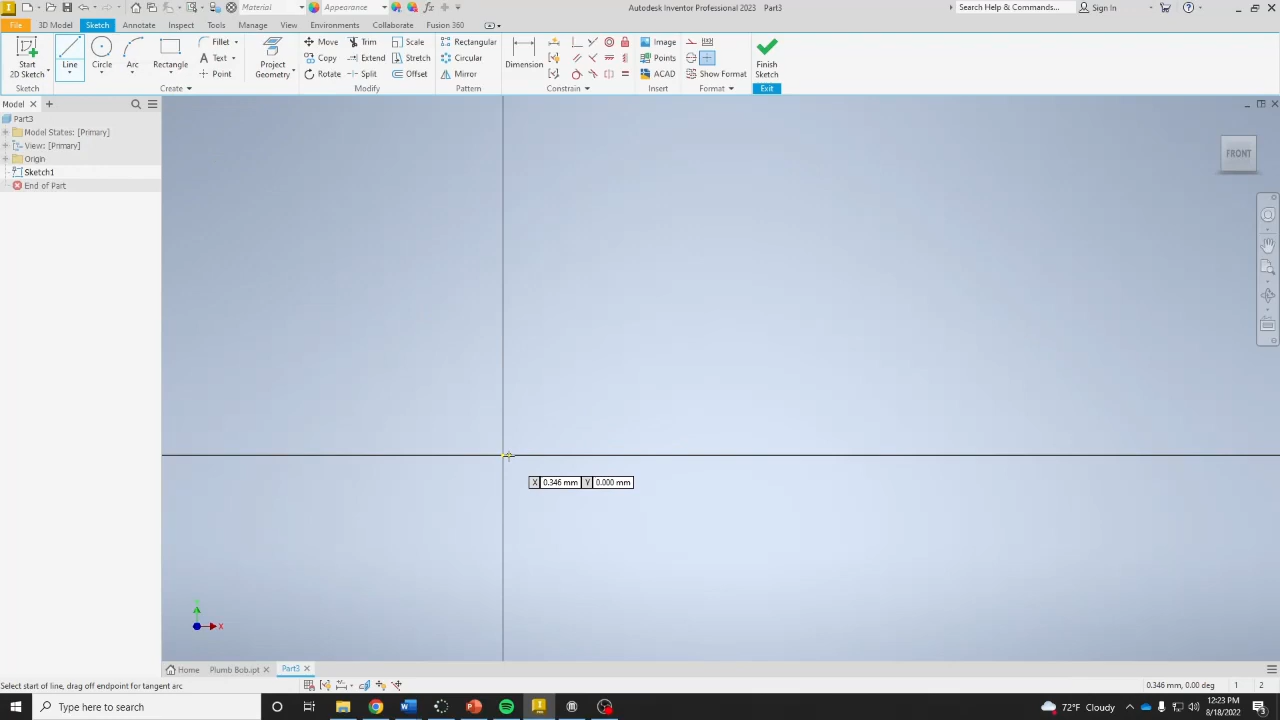 Material
Appearance
Autodesk Inventor Professional 2023 Part3
Search Help & Commands...
Sign In
File
3D Model
Sketch
Annotate
Inspect
Tools
Manage
View
Environments
Collaborate
Fusion 360
Start
2D Sketch
Line
Circle
Arc
Rectangle
Fillet
Text
Point
Project
Geometry
Move
Copy
Rotate
Trim
Extend
Split
Scale
Stretch
Offset
Rectangular
Circular
Mirror
Dimension
Image
Points
ACAD
Show Format
Finish
Sketch
Sketch
Create
Modify
Pattern
Constrain
Insert
Format
Exit
Model
Part3
Model States: [Primary]
View: [Primary]
Origin
Sketch1
End of Part
FRONT
X 0.346 mm Y 0.000 mm
X
Home
Plumb Bob.ipt
Part3
Select start of line, drag off endpoint for tangent arc
0.346 mm, 0.00 deg
1
2
Type here to search
72°F Cloudy
12:23 PM
8/18/2022